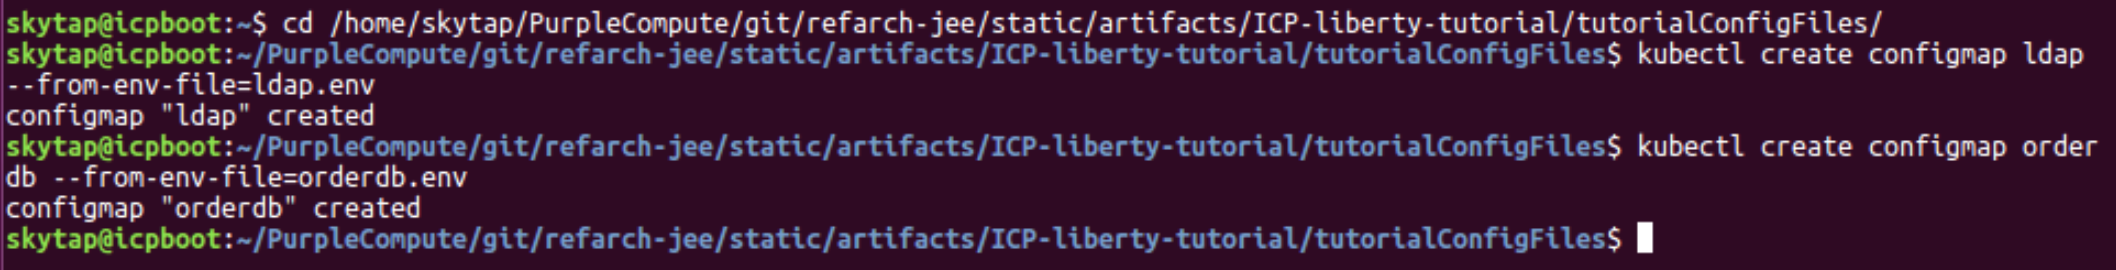 skytap@icpboot:~$ cd /home/skytap/PurpleCompute/git/refarch-jee/static/artifacts/ICP-liberty-tutorial/tutorialConfigFiles/
skytap@icpboot:~/PurpleCompute/git/refarch-jee/static/artifacts/ICP-liberty-tutorial/tutorialConfigFiles$ kubectl create configmap ldap
--from-env-file=ldap.env
configmap "ldap" created
skytap@icpboot:~/PurpleCompute/git/refarch-jee/static/artifacts/ICP-liberty-tutorial/tutorialConfigFiles$ kubectl create configmap order
db --from-env-file=orderdb.env
configmap "orderdb" created
skytap@icpboot:~/PurpleCompute/git/refarch-jee/static/artifacts/ICP-liberty-tutorial/tutorialConfigFiles$